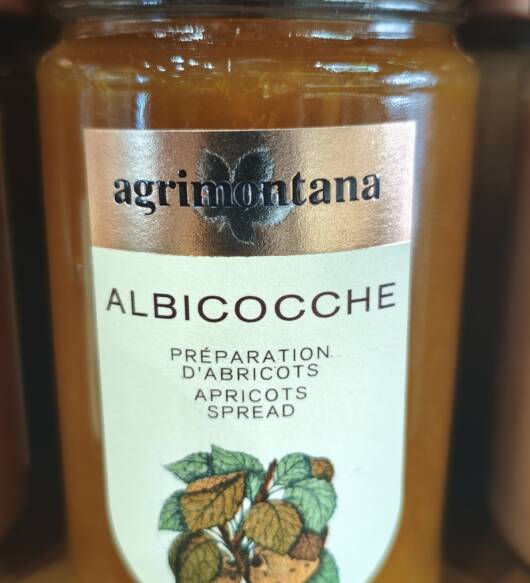 agrimontana
ALBICOCCHE
PRÉPARATION
D'ABRICOTS
APRICOTS
SPREAD